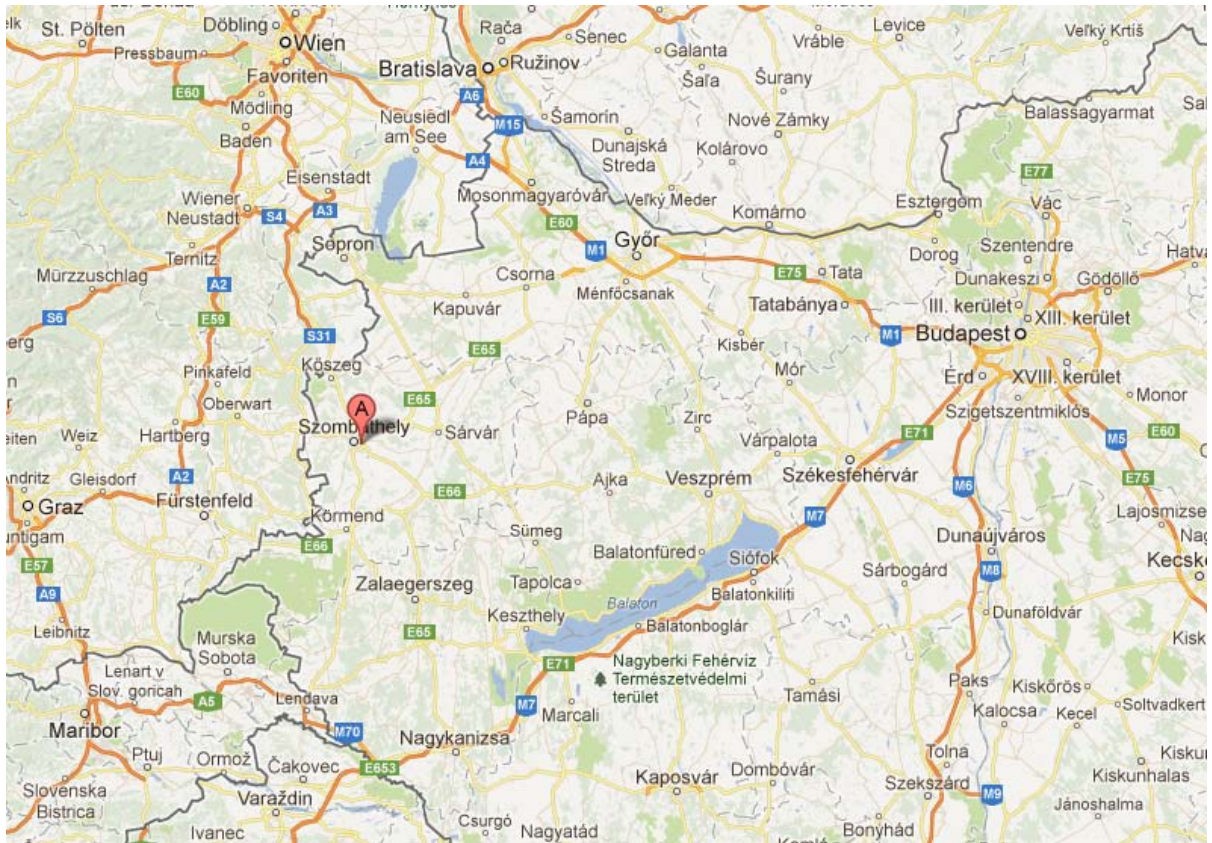 St. Pölten
Döbling
Wien
Pressbaum
Favoriten
E60
Mödling
Baden
Rača
Senec
Bratislava
Ružinov
Galanta
Šaľa
Vráble
Levice
Šurany
Veľký Krtíš
Balassagyarmat
A6
Neusiedl
am See
M15
Šamorín
Nové Zámky
Dunajská
Streda
Kolárovo
A4
Eisenstadt
Mosonmagyaróvár
Veľký Meder
Komárno
Esztergom
E77
Vác
Wiener
Neustadt
S4
A3
E60
Sopron
M1
Győr
Dorog
Szentendre
Ternitz
Mürzzuschlag
A2
Csorna
Ménfőcsanak
E75
Tata
Dunakeszi
Gödöllő
Kapuvár
Tatabánya
III. kerület
XIII. kerület
S6
E59
S31
Kisbér
M1
Budapest
E65
Pinkafeld
Kőszeg
Mór
Érd
XVIII. kerület
E65
Oberwart
Pápa
Zirc
Szigetszentmiklós
Monor
Weiz
Hartberg
A
Szombathely
Sárvár
Várpalota
E71
M5
E60
Székesfehérvár
Gleisdorf
A2
E66
Ajka
Veszprém
M6
E75
Graz
Fürstenfeld
Körmend
M7
Lajosmizse
Sümeg
Dunaújváros
E66
Balatonfüred
Siófok
E57
M8
A9
Zalaegerszeg
Tapolca
Balaton
Balatonkiliti
Sárbogárd
Dunaföldvár
Leibnitz
Keszthely
Balatonboglár
E65
Murska
Sobota
E71
Nagyberki Fehérvíz
Természetvédelmi
terület
Lenart v
Slov. goricah
A5
Lendava
M7
Marcali
Tamási
Paks
Kiskőrös
Maribor
M70
Kalocsa
Kecel
Soltvadkert
Ptuj
Ormož
Nagykanizsa
E653
Tolna
Čakovec
Kaposvár
Dombóvár
Szekszárd
Kiskunhalas
Slovenska
Bistrica
Varaždin
M9
Jánoshalma
Ivanec
Csurgó
Nagyatád
Bonyhád